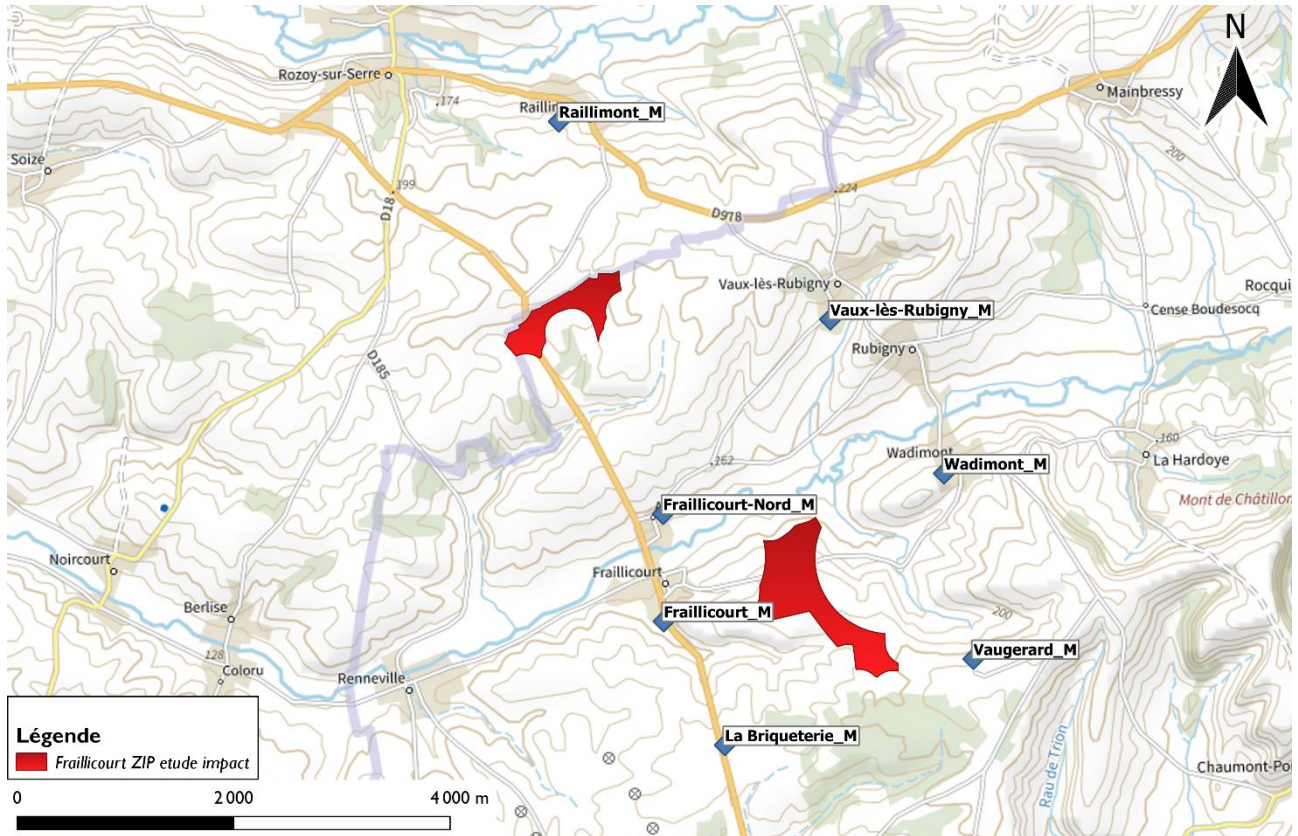 N
Rozoy-sur-Serre
174
Raillim
Raillimont_M
Mainbressy
Soize
199
D18
200
224
D978
Vaux-lès-Rubigny
Vaux-lès-Rubigny_M
Cense Boudesocq
Rocqui
Rubigny
D185
Wadimont
Wadimont_M
160
La Hardoye
162
Mont de Châtillon
Fraillicourt-Nord_M
Noircourt
Fraillicourt
Berlise
Fraillicourt_M
200
Vaugerard_M
128
Coloru
Renneville
La Briqueterie_M
Rau de Trion
Chaumont-Po
Légende
Fraillicourt ZIP etude impact
0 2 000 4 000 m